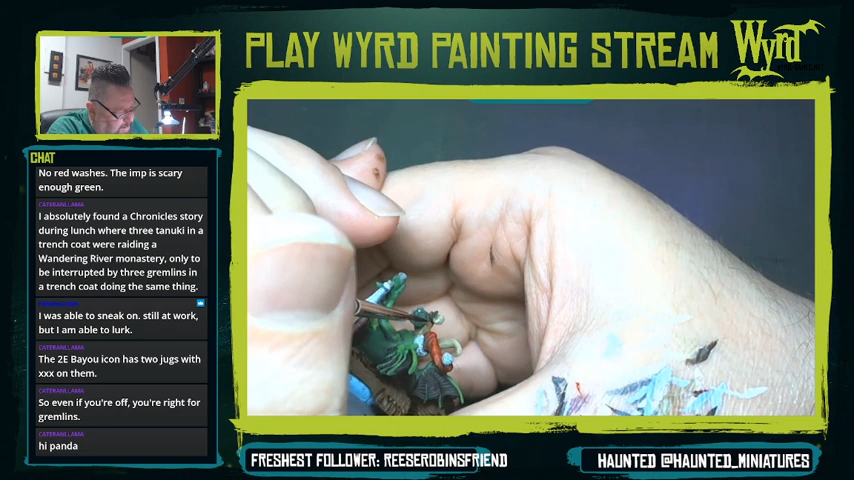 PLAY WYRD PAINTING STREAM
Wyrd
CHAT
No red washes. The imp is scary
enough green.
CATERANLLAMA
I absolutely found a Chronicles story
during lunch where three tanuki in a
trench coat were raiding a
Wandering River monastery, only to
be interrupted by three gremlins in
a trench coat doing the same thing.
I was able to sneak on. still at work,
but I am able to lurk.
CATERANLLAMA
The 2E Bayou icon has two jugs with
xxx on them.
CATERANLLAMA
So even if you're off, you're right for
gremlins.
CATERANLLAMA
hi panda
FRESHEST FOLLOWER: REESEROBINSFRIEND
HAUNTED @HAUNTED_MINIATURES